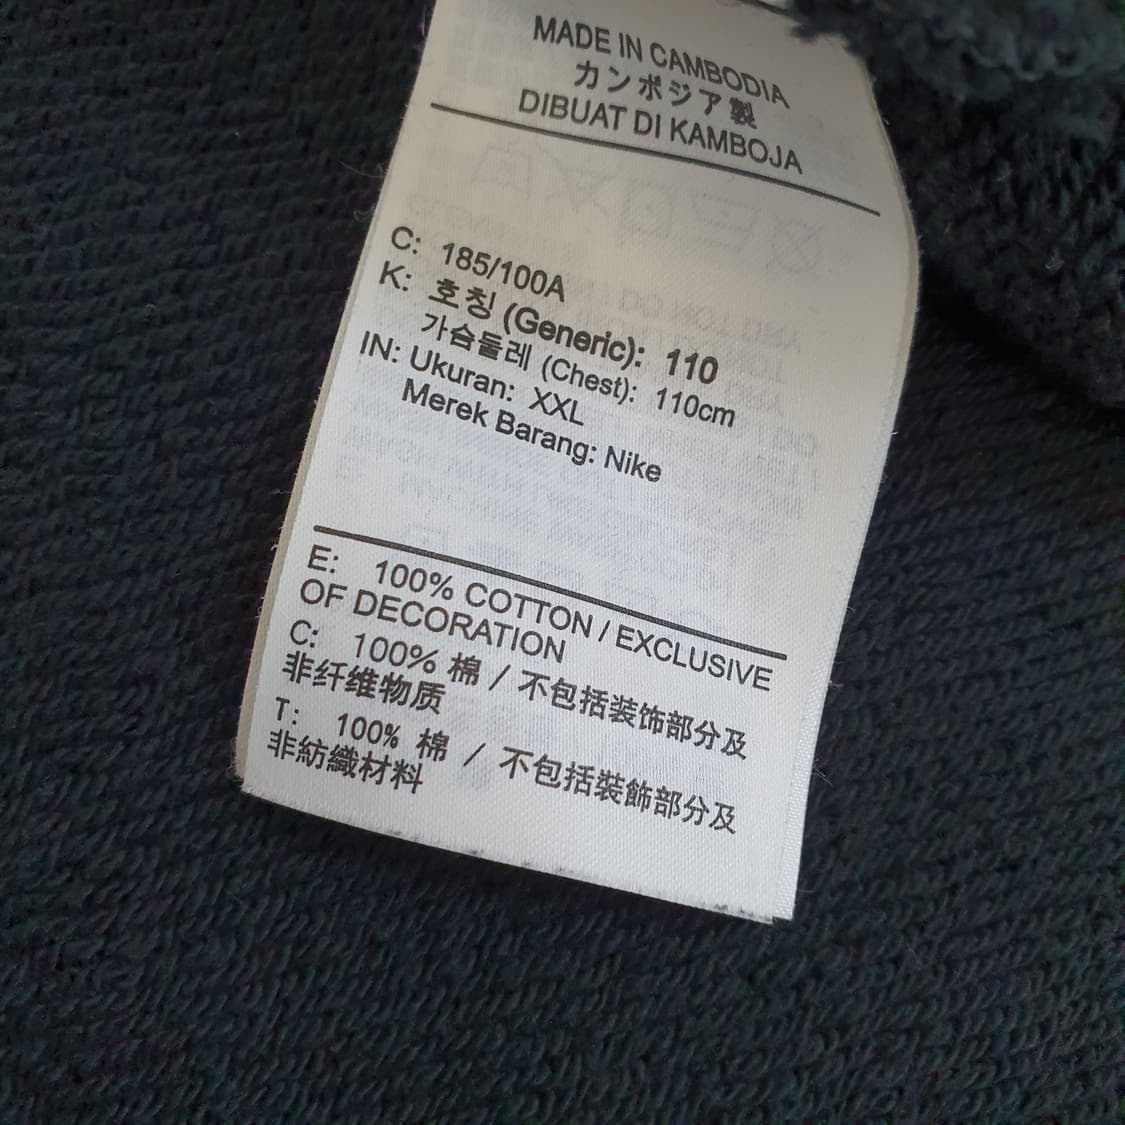 MADE IN CAMBODIA
カンボジア製
DIBUAT DI KAMBOJA
C: 185/100A
K: 호칭 (Generic): 110
가슴둘레 (Chest): 110cm
IN: Ukuran: XXL
Merek Barang: Nike
E: 100% COTTON / EXCLUSIVE
OF DECORATION
C: 100% 棉 / 不包括装饰部分及
非纤维物质
T: 100% 棉 / 不包括裝飾部分及
非紡織材料